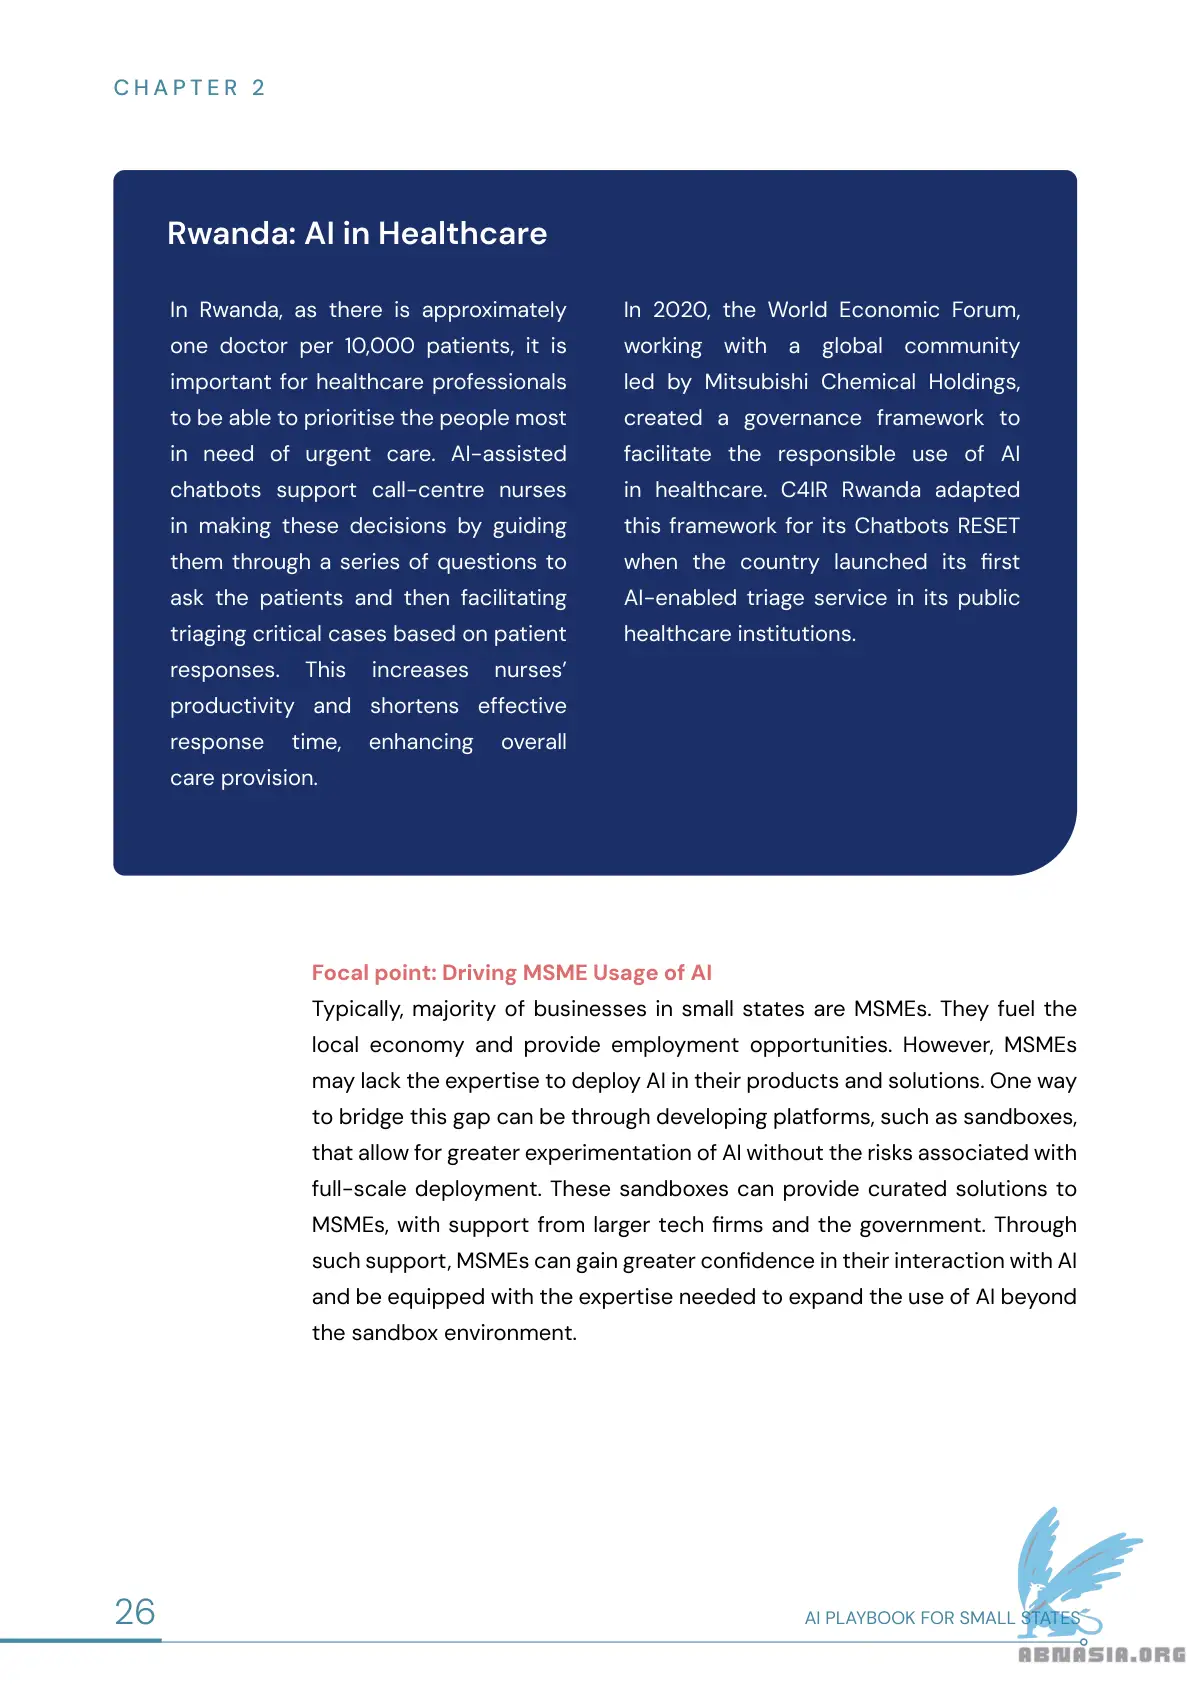 CHAPTER 2
Rwanda: AI in Healthcare
In Rwanda, as there is approximately
one doctor per 10,000 patients, it is
important for healthcare professionals
to be able to prioritise the people most
in need of urgent care. AI-assisted
chatbots support call-centre nurses
in making these decisions by guiding
them through a series of questions to
ask the patients and then facilitating
triaging critical cases based on patient
responses. This increases nurses’
productivity and shortens effective
response time, enhancing overall
care provision.
In 2020, the World Economic Forum,
working with a global community
led by Mitsubishi Chemical Holdings,
created a governance framework to
facilitate the responsible use of AI
in healthcare. C4IR Rwanda adapted
this framework for its Chatbots RESET
when the country launched its first
AI-enabled triage service in its public
healthcare institutions.
Focal point: Driving MSME Usage of AI
Typically, majority of businesses in small states are MSMEs. They fuel the
local economy and provide employment opportunities. However, MSMEs
may lack the expertise to deploy AI in their products and solutions. One way
to bridge this gap can be through developing platforms, such as sandboxes,
that allow for greater experimentation of AI without the risks associated with
full-scale deployment. These sandboxes can provide curated solutions to
MSMEs, with support from larger tech firms and the government. Through
such support, MSMEs can gain greater confidence in their interaction with AI
and be equipped with the expertise needed to expand the use of AI beyond
the sandbox environment.
26
AI PLAYBOOK FOR SMALL STATES
ABNASIA.ORG